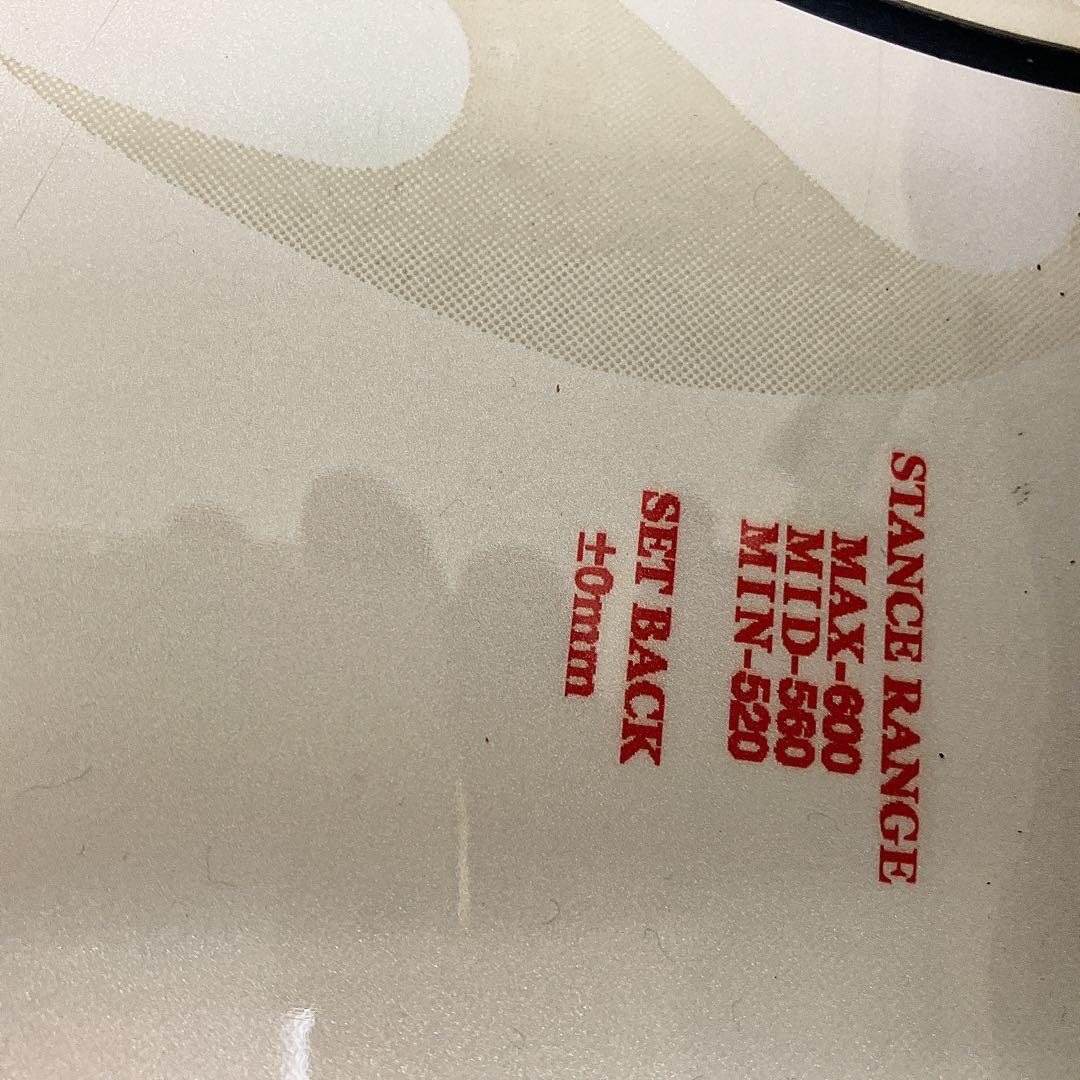 STANCE RANGE
MAX-600
MID-560
MIN-520
SET BACK
±0mm